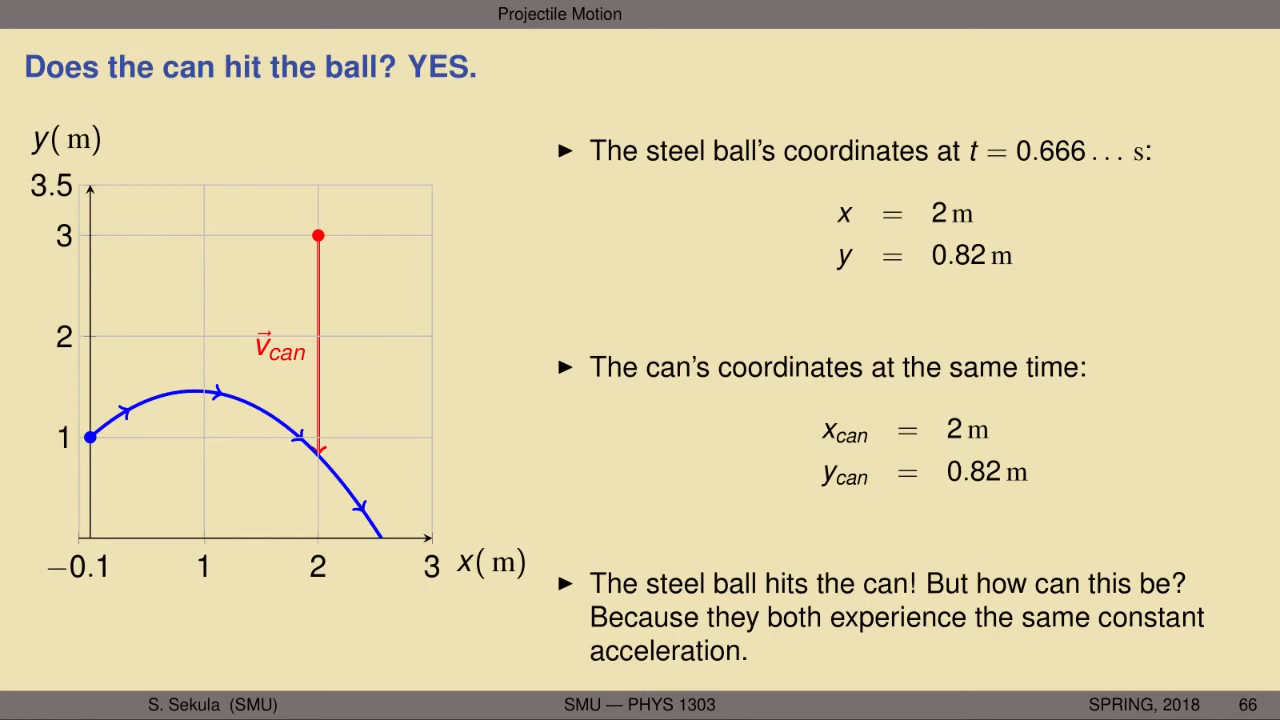 Projectile Motion
Does the can hit the ball? YES.
y( m)
3.5
3
2
1
−0.1 1 2 3 x( m)
v⃗can
▶ The steel ball's coordinates at t = 0.666 . . . s:
x = 2 m
y = 0.82 m
▶ The can's coordinates at the same time:
xcan = 2 m
ycan = 0.82 m
▶ The steel ball hits the can! But how can this be?
Because they both experience the same constant
acceleration.
S. Sekula (SMU) SMU — PHYS 1303 SPRING, 2018 66